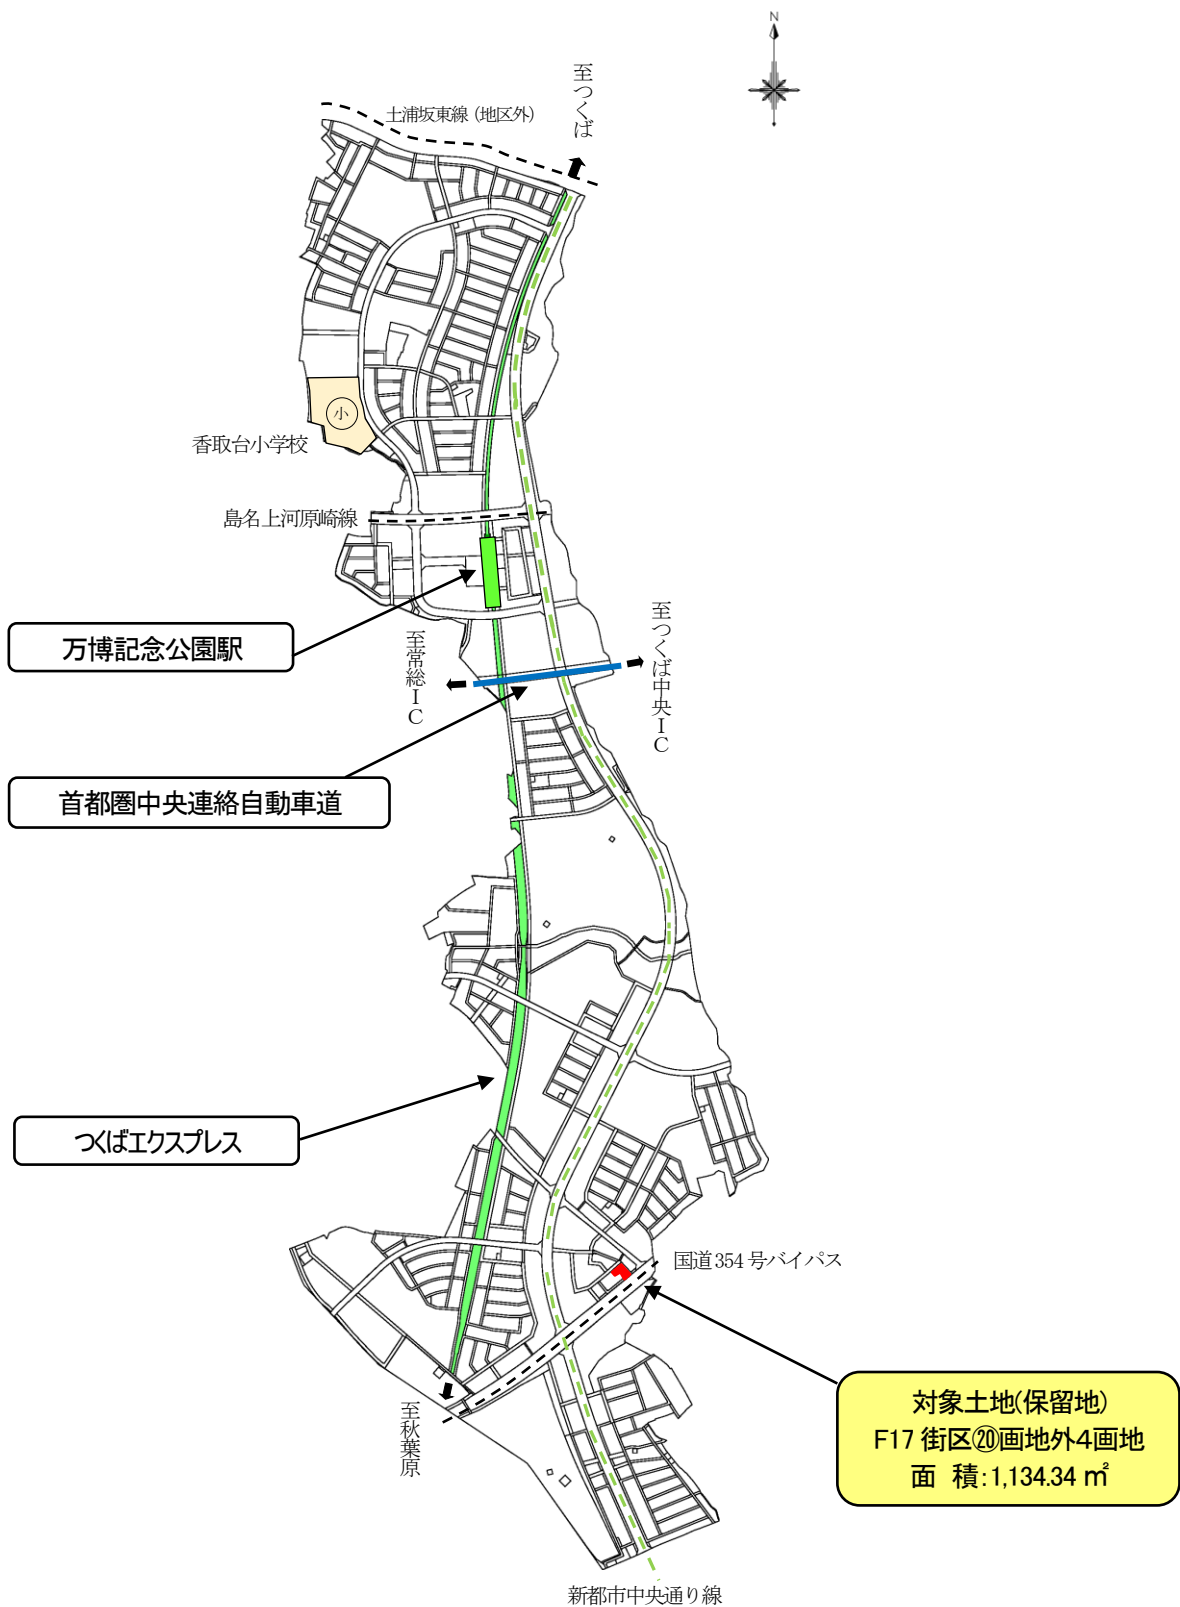 N
至つくば
土浦坂東線（地区外）
小
香取台小学校
島名上河原崎線
万博記念公園駅
至常総ＩＣ
至つくば中央ＩＣ
首都圏中央連絡自動車道
つくばエクスプレス
国道354号バイパス
対象土地(保留地)
F17 街区⑳画地外4画地
面　積：1,134.34 ㎡
至秋葉原
新都市中央通り線